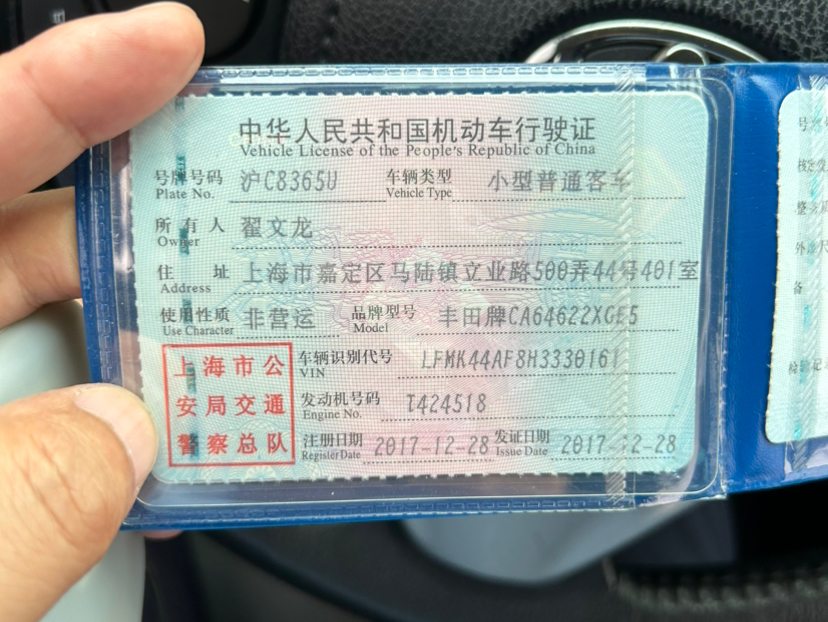 中华人民共和国机动车行驶证
Vehicle License of the People's Republic of China
号牌号码 沪C8365U 车辆类型 小型普通客车
Plate No. Vehicle Type
所有人 翟文龙
Owner
住址 上海市嘉定区马陆镇立业路500弄44号401室
Address
使用性质 非营运 品牌型号 丰田牌CA64622XGE5
Use Character Model
上海市公 车辆识别代号 LFMK44AF8H3330161
VIN
安局交通 发动机号码 T424518
Engine No.
警察总队 注册日期 2017-12-28 发证日期 2017-12-28
Register Date Issue Date
号
整
外
备